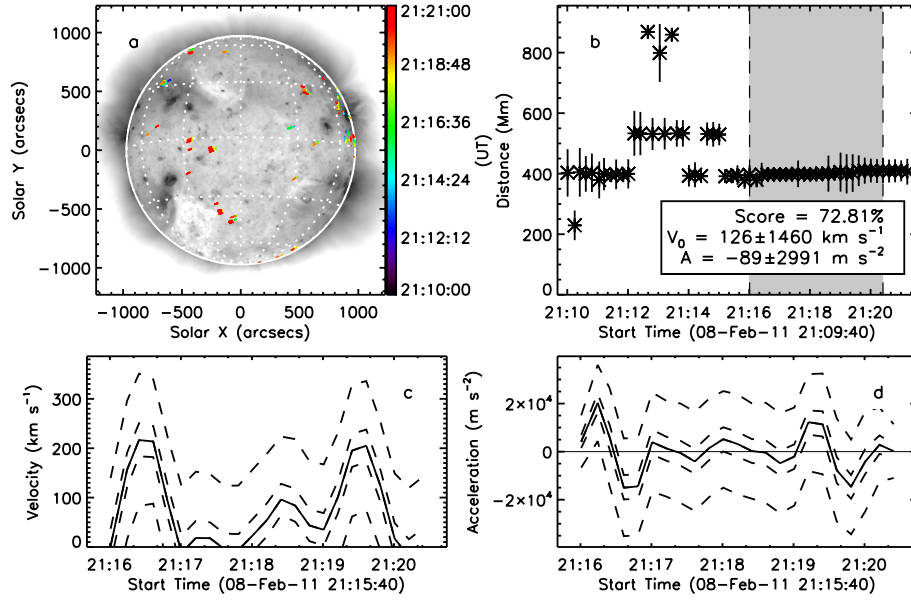 a
1000
500
0
−500
−1000
Solar Y (arcsecs)
−1000 −500 0 500 1000
Solar X (arcsecs)
21:21:00
21:18:48
21:16:36
21:14:24
21:12:12
21:10:00
(UT)
b
800
600
400
200
0
Distance (Mm)
Score = 72.81%
V₀ = 126±1460 km s⁻¹
A = −89±2991 m s⁻²
21:10 21:12 21:14 21:16 21:18 21:20
Start Time (08−Feb−11 21:09:40)
c
300
200
100
0
Velocity (km s⁻¹)
21:16 21:17 21:18 21:19 21:20
Start Time (08−Feb−11 21:15:40)
d
2×10⁴
0
−2×10⁴
Acceleration (m s⁻²)
21:16 21:17 21:18 21:19 21:20
Start Time (08−Feb−11 21:15:40)